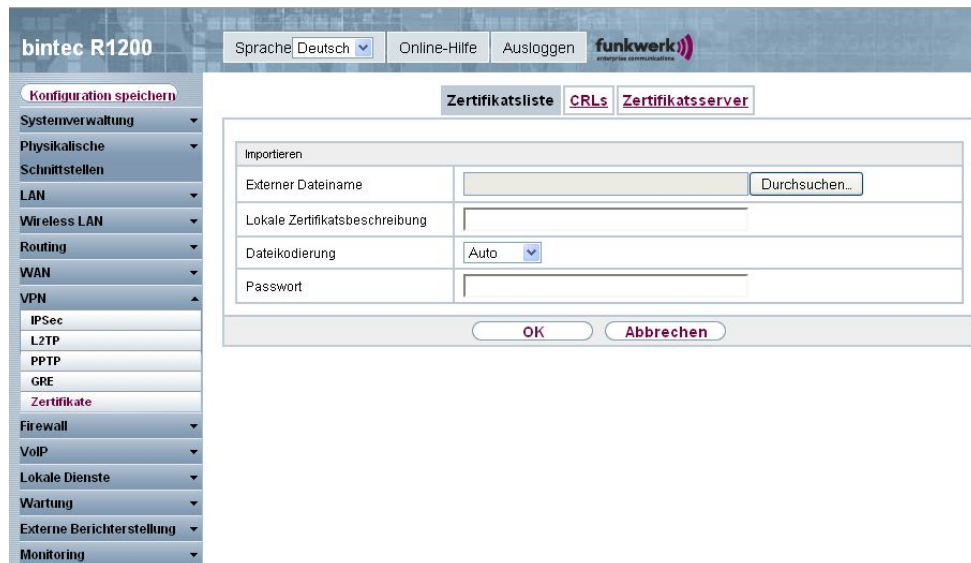 bintec R1200
Sprache Deutsch Online-Hilfe Ausloggen funkwerk
enterprise communications
Konfiguration speichern
Systemverwaltung
Physikalische
Schnittstellen
LAN
Wireless LAN
Routing
WAN
VPN
IPSec
L2TP
PPTP
GRE
Zertifikate
Firewall
VoIP
Lokale Dienste
Wartung
Externe Berichterstellung
Monitoring
Zertifikatsliste CRLs Zertifikatsserver
Importieren
Externer Dateiname Durchsuchen...
Lokale Zertifikatsbeschreibung
Dateikodierung Auto
Passwort
OK Abbrechen